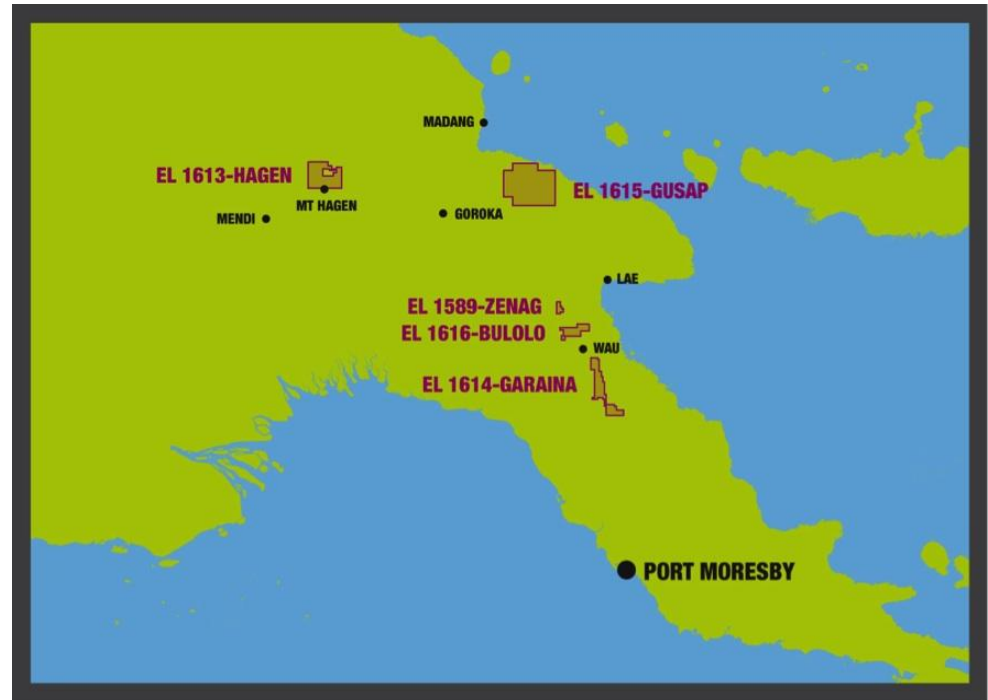 MADANG
EL 1613-HAGEN
EL 1615-GUSAP
MT HAGEN
MENDI
GOROKA
LAE
EL 1589-ZENAG
EL 1616-BULOLO
WAU
EL 1614-GARAINA
PORT MORESBY